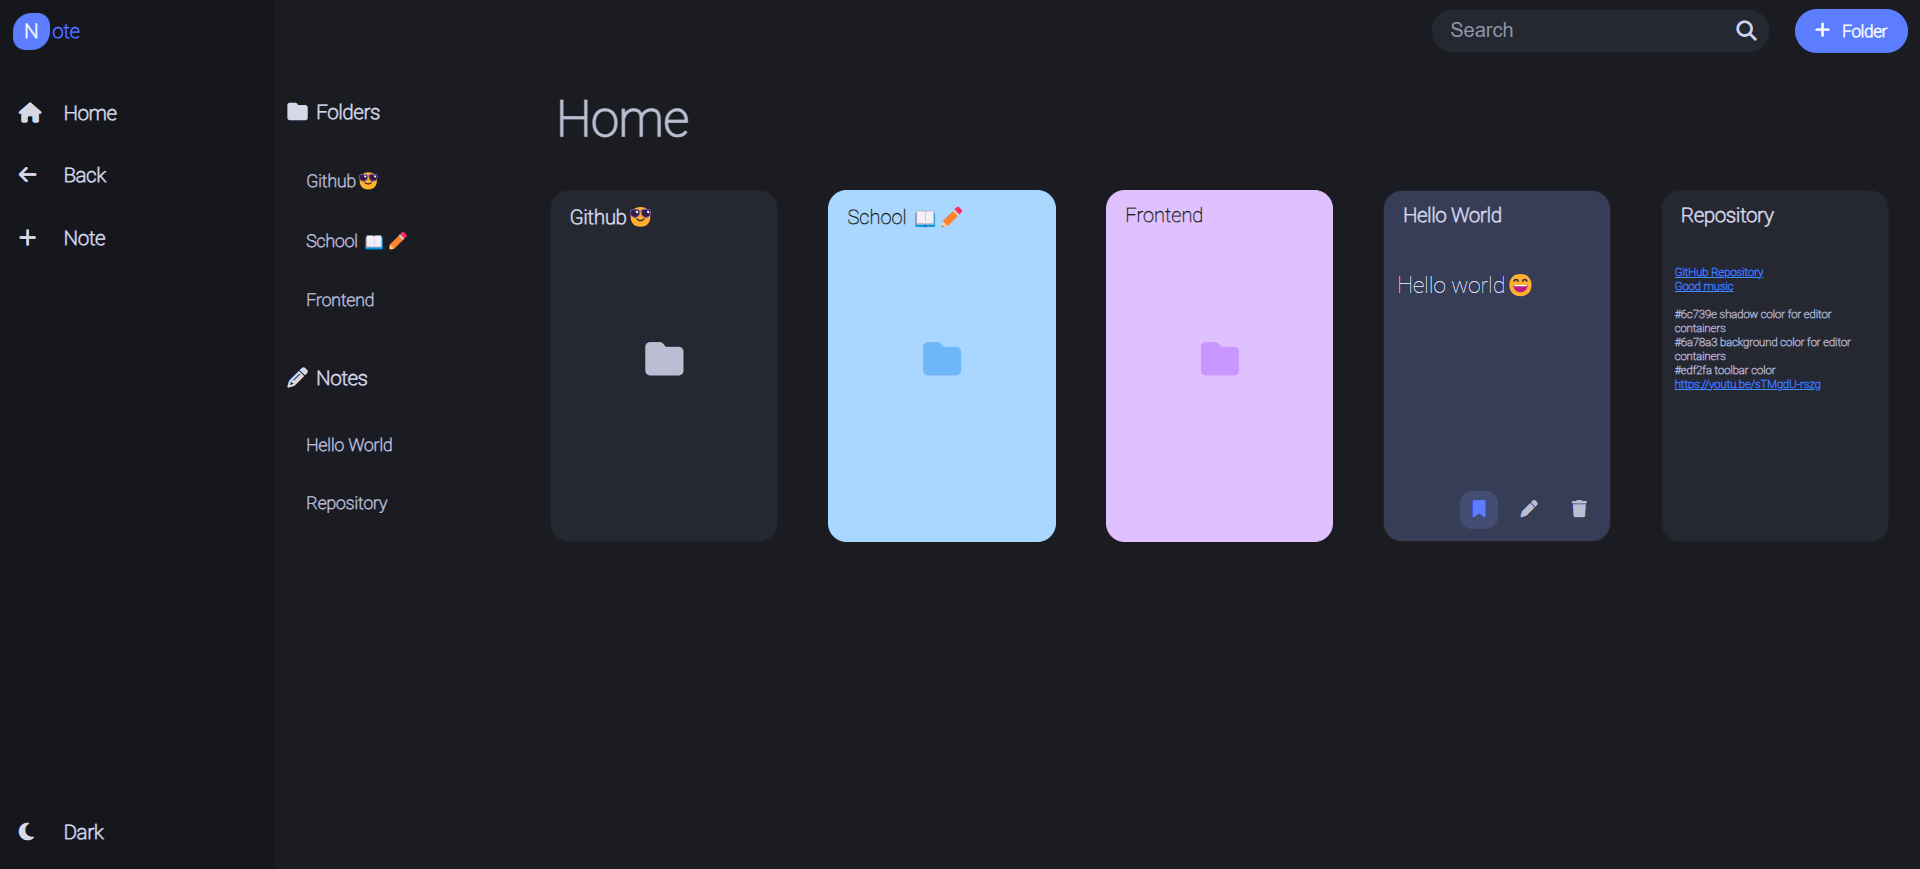 Note
Search
Folder
Home
Back
Note
Dark
Folders
Github😎
School 📖✏️
Frontend
Notes
Hello World
Repository
Home
Github😎
School 📖✏️
Frontend
Hello World
Hello world😄
Repository
GitHub Repository
Good music
#6c739e shadow color for editor
containers
#6a78a3 background color for editor
containers
#edf2fa toolbar color
https://youtu.be/sTMgdU-rszg